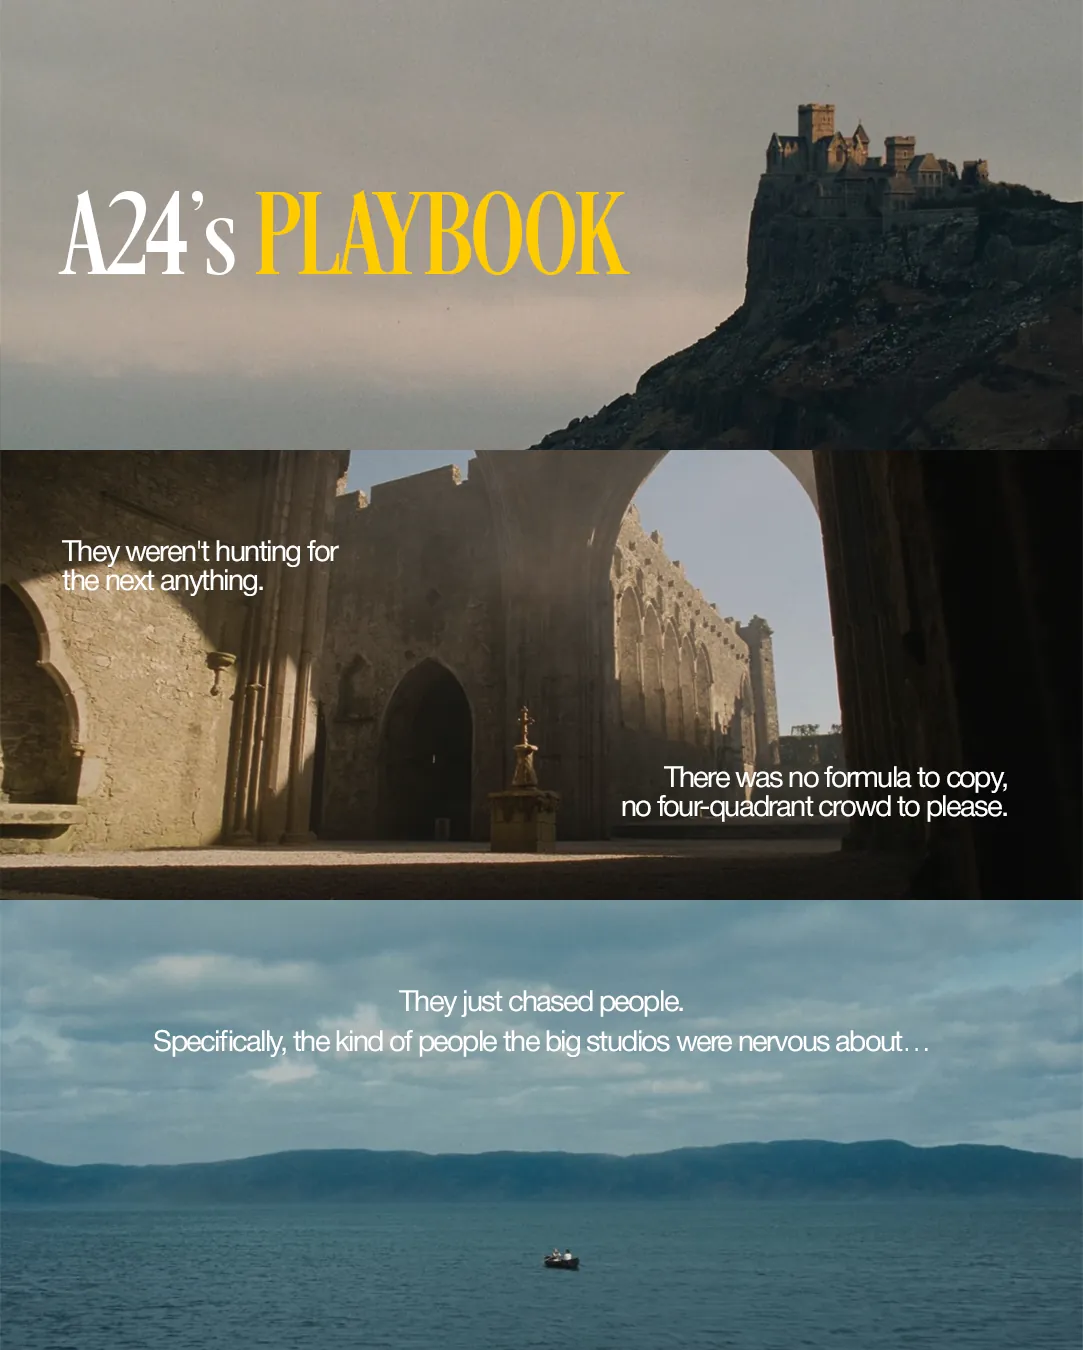 A24’s PLAYBOOK
They weren't hunting for
the next anything.
There was no formula to copy,
no four-quadrant crowd to please.
They just chased people.
Specifically, the kind of people the big studios were nervous about…